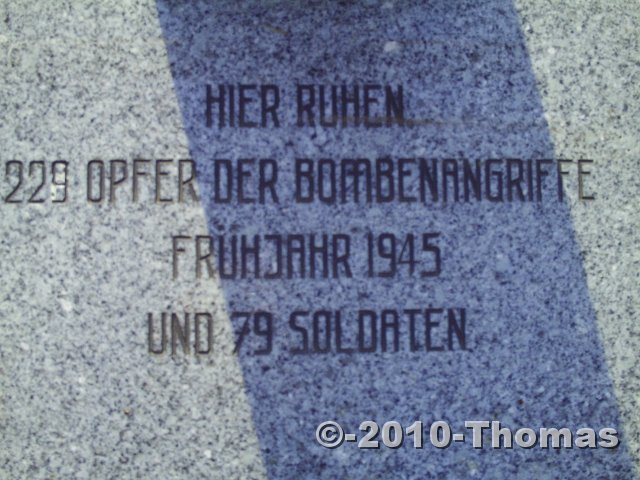 HIER RUHEN
229 OPFER DER BOMBENANGRIFFE
FRÜHJAHR 1945
UND 79 SOLDATEN
©-2010-Thomas